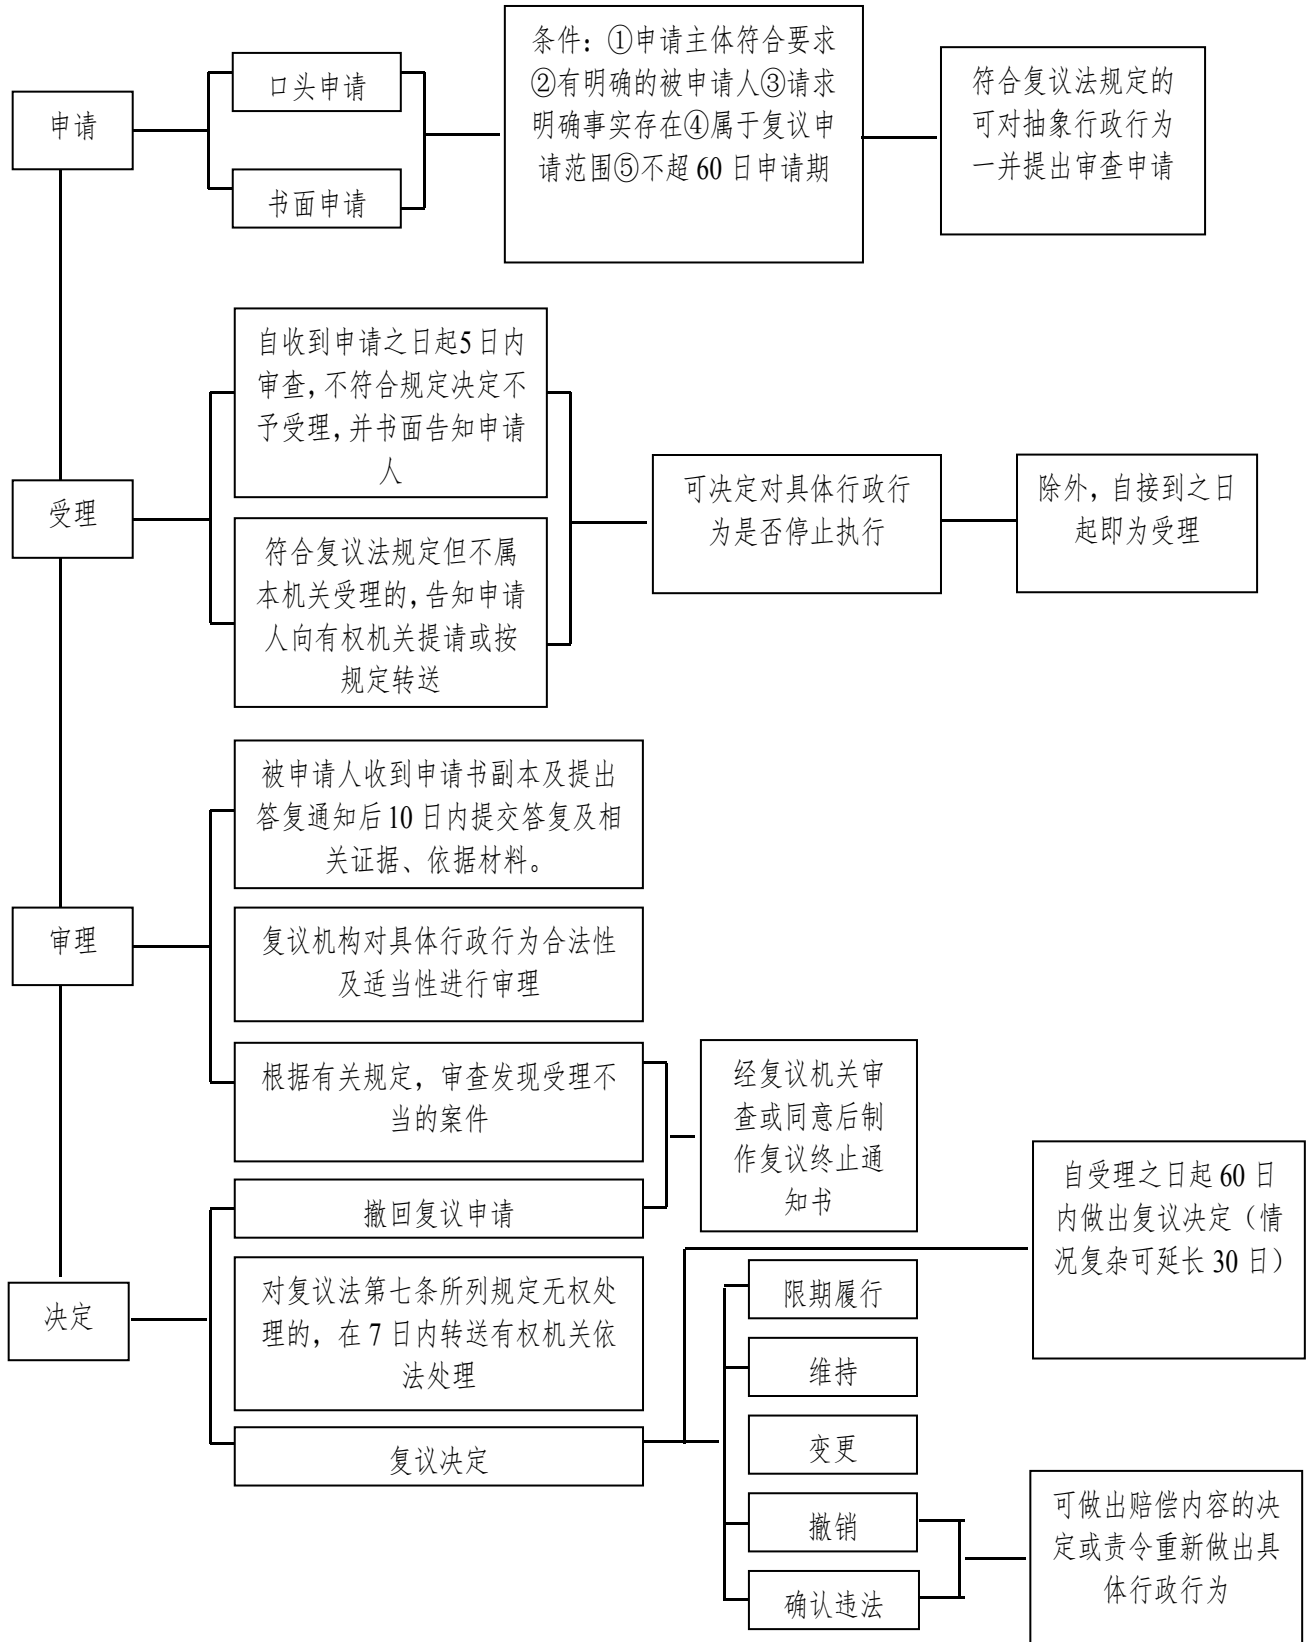 申请
口头申请
书面申请
条件：①申请主体符合要求
②有明确的被申请人③请求
明确事实存在④属于复议申
请范围⑤不超 60 日申请期
符合复议法规定的
可对抽象行政行为
一并提出审查申请
受理
自收到申请之日起5日内
审查，不符合规定决定不
予受理，并书面告知申请
人
符合复议法规定但不属
本机关受理的，告知申请
人向有权机关提请或按
规定转送
可决定对具体行政行
为是否停止执行
除外，自接到之日
起即为受理
审理
被申请人收到申请书副本及提出
答复通知后 10 日内提交答复及相
关证据、依据材料。
复议机构对具体行政行为合法性
及适当性进行审理
根据有关规定，审查发现受理不
当的案件
经复议机关审
查或同意后制
作复议终止通
知书
决定
撤回复议申请
对复议法第七条所列规定无权处
理的，在 7 日内转送有权机关依
法处理
复议决定
自受理之日起 60 日
内做出复议决定（情
况复杂可延长 30 日）
限期履行
维持
变更
撤销
确认违法
可做出赔偿内容的决
定或责令重新做出具
体行政行为